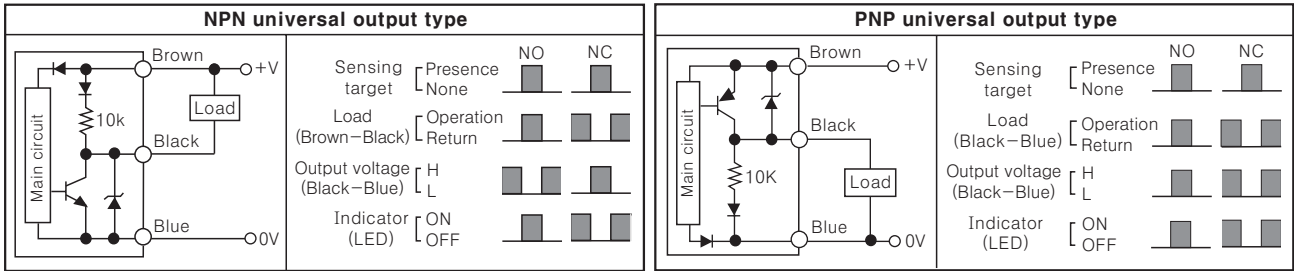 NPN universal output type
Brown
+V
Load
10k
Black
Main circuit
Blue
0V
NO NC
Sensing target Presence None
Load (Brown-Black) Operation Return
Output voltage (Black-Blue) H L
Indicator (LED) ON OFF
PNP universal output type
Brown
+V
Main circuit
Black
10K
Load
Blue
0V
NO NC
Sensing target Presence None
Load (Black-Blue) Operation Return
Output voltage (Black-Blue) H L
Indicator (LED) ON OFF